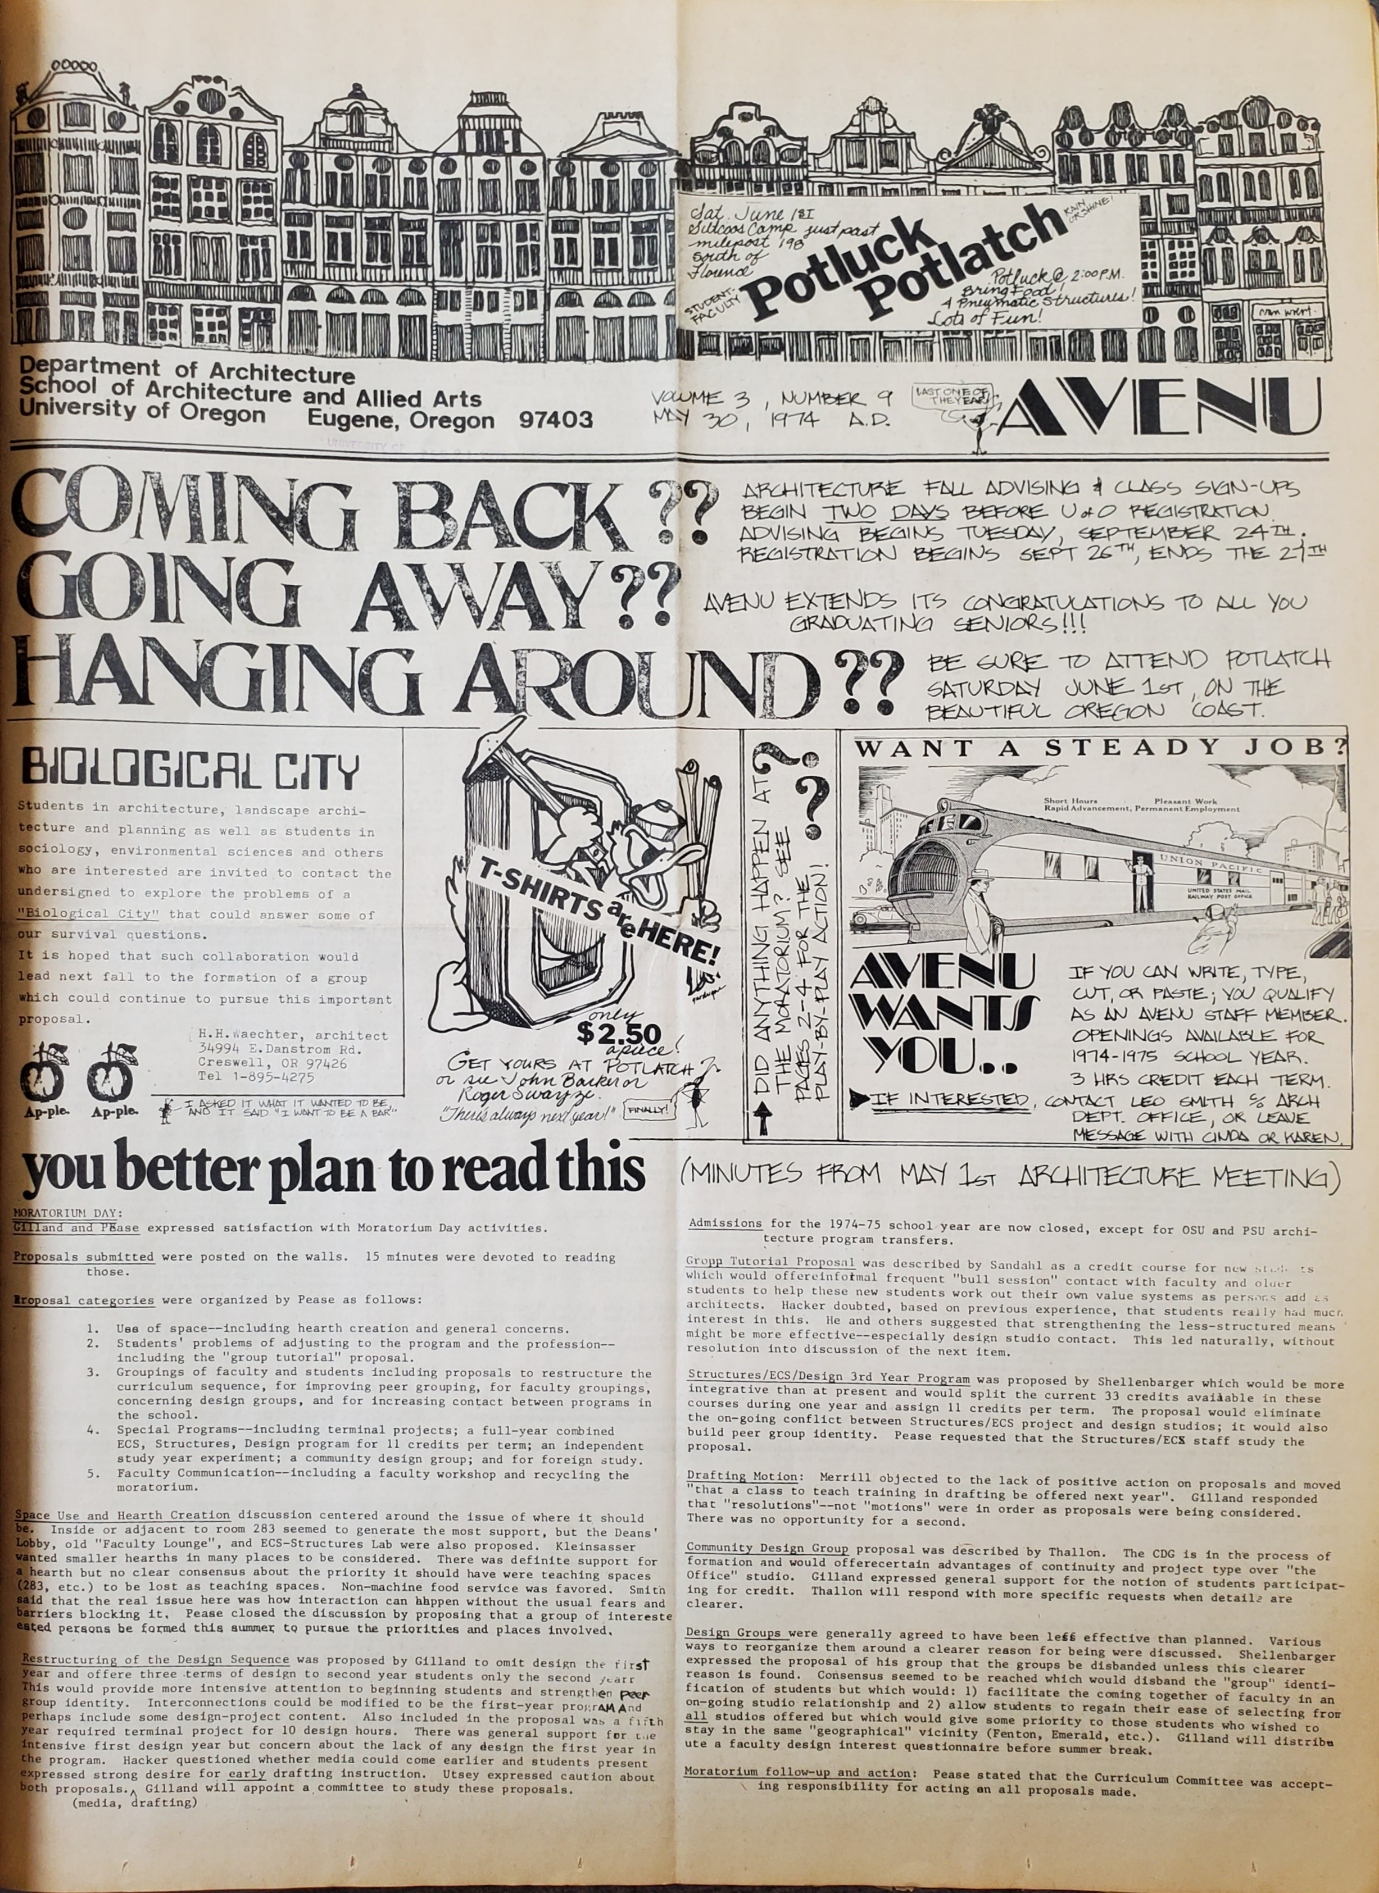 Sat. June 1st
Siltcoos Camp just past
milepost 198
South of
Florence
STUDENT-
FACULTY
Potluck
Potlatch
RAIN
OR SHINE!
Potluck @ 2:00 P.M.
Bring Food!
4 Pneumatic Structures!
Lots of Fun!
Department of Architecture
School of Architecture and Allied Arts
University of Oregon Eugene, Oregon 97403
VOLUME 3, NUMBER 9
MAY 30, 1974 A.D.
LAST ONE OF
THE YEAR!
AVENU
COMING BACK??
GOING AWAY??
HANGING AROUND??
ARCHITECTURE FALL ADVISING & CLASS SIGN-UPS
BEGIN TWO DAYS BEFORE U of O REGISTRATION.
ADVISING BEGINS TUESDAY, SEPTEMBER 24TH.
REGISTRATION BEGINS SEPT 26TH, ENDS THE 27TH
AVENU EXTENDS ITS CONGRATULATIONS TO ALL YOU
GRADUATING SENIORS!!!
BE SURE TO ATTEND POTLATCH
SATURDAY JUNE 1ST, ON THE
BEAUTIFUL OREGON COAST.
BIOLOGICAL CITY
Students in architecture, landscape archi-
tecture and planning as well as students in
sociology, environmental sciences and others
who are interested are invited to contact the
undersigned to explore the problems of a
"Biological City" that could answer some of
our survival questions.
It is hoped that such collaboration would
lead next fall to the formation of a group
which could continue to pursue this important
proposal.
H.H.Waechter, architect
34994 E.Danstrom Rd.
Creswell, OR 97426
Tel 1-895-4275
Ap-ple. Ap-ple.
I ASKED IT WHAT IT WANTED TO BE,
AND IT SAID "I WANT TO BE A BAR"
T-SHIRTS are HERE!
only
$2.50
apiece!
GET YOURS AT POTLATCH
or see John Barker or
Roger Swayze.
"There's always next year!"
FINALLY!
DID ANYTHING HAPPEN AT
THE MORATORIUM? SEE
PAGES 2-4 FOR THE
PLAY-BY-PLAY ACTION!
???
WANT A STEADY JOB?
Short Hours Pleasant Work
Rapid Advancement, Permanent Employment
UNION PACIFIC
UNITED STATES MAIL
RAILWAY POST OFFICE
AVENU
WANTS
YOU..
IF YOU CAN WRITE, TYPE,
CUT, OR PASTE; YOU QUALIFY
AS AN AVENU STAFF MEMBER.
OPENINGS AVAILABLE FOR
1974-1975 SCHOOL YEAR.
3 HRS CREDIT EACH TERM.
IF INTERESTED, CONTACT LEO SMITH c/o ARCH
DEPT. OFFICE, OR LEAVE
MESSAGE WITH CINDA OR KAREN.
you better plan to read this (MINUTES FROM MAY 1ST ARCHITECTURE MEETING)
MORATORIUM DAY:
Gilland and Pease expressed satisfaction with Moratorium Day activities.
Proposals submitted were posted on the walls. 15 minutes were devoted to reading
those.
Proposal categories were organized by Pease as follows:
1. Use of space--including hearth creation and general concerns.
2. Students' problems of adjusting to the program and the profession--
including the "group tutorial" proposal.
3. Groupings of faculty and students including proposals to restructure the
curriculum sequence, for improving peer grouping, for faculty groupings,
concerning design groups, and for increasing contact between programs in
the school.
4. Special Programs--including terminal projects; a full-year combined
ECS, Structures, Design program for 11 credits per term; an independent
study year experiment; a community design group; and for foreign study.
5. Faculty Communication--including a faculty workshop and recycling the
moratorium.
Space Use and Hearth Creation discussion centered around the issue of where it should
be. Inside or adjacent to room 283 seemed to generate the most support, but the Deans'
Lobby, old "Faculty Lounge", and ECS-Structures Lab were also proposed. Kleinsasser
wanted smaller hearths in many places to be considered. There was definite support for
a hearth but no clear consensus about the priority it should have were teaching spaces
(283, etc.) to be lost as teaching spaces. Non-machine food service was favored. Smith
said that the real issue here was how interaction can happen without the usual fears and
barriers blocking it. Pease closed the discussion by proposing that a group of intereste
ested persons be formed this summer to pursue the priorities and places involved.
Restructuring of the Design Sequence was proposed by Gilland to omit design the first
year and offere three terms of design to second year students only the second year.
This would provide more intensive attention to beginning students and strengthen peer
group identity. Interconnections could be modified to be the first-year program and
perhaps include some design-project content. Also included in the proposal was a fifth
year required terminal project for 10 design hours. There was general support for the
intensive first design year but concern about the lack of any design the first year in
the program. Hacker questioned whether media could come earlier and students present
expressed strong desire for early drafting instruction. Utsey expressed caution about
both proposals.^ Gilland will appoint a committee to study these proposals.
(media, drafting)
Admissions for the 1974-75 school year are now closed, except for OSU and PSU archi-
tecture program transfers.
Gropp Tutorial Proposal was described by Sandahl as a credit course for new students
which would offereinformal frequent "bull session" contact with faculty and older
students to help these new students work out their own value systems as persons and as
architects. Hacker doubted, based on previous experience, that students really had much
interest in this. He and others suggested that strengthening the less-structured means
might be more effective--especially design studio contact. This led naturally, without
resolution into discussion of the next item.
Structures/ECS/Design 3rd Year Program was proposed by Shellenbarger which would be more
integrative than at present and would split the current 33 credits available in these
courses during one year and assign 11 credits per term. The proposal would eliminate
the on-going conflict between Structures/ECS project and design studios; it would also
build peer group identity. Pease requested that the Structures/ECS staff study the
proposal.
Drafting Motion: Merrill objected to the lack of positive action on proposals and moved
"that a class to teach training in drafting be offered next year". Gilland responded
that "resolutions"--not "motions" were in order as proposals were being considered.
There was no opportunity for a second.
Community Design Group proposal was described by Thallon. The CDG is in the process of
formation and would offercertain advantages of continuity and project type over "the
Office" studio. Gilland expressed general support for the notion of students participat-
ing for credit. Thallon will respond with more specific requests when details are
clearer.
Design Groups were generally agreed to have been less effective than planned. Various
ways to reorganize them around a clearer reason for being were discussed. Shellenbarger
expressed the proposal of his group that the groups be disbanded unless this clearer
reason is found. Consensus seemed to be reached which would disband the "group" identi-
fication of students but which would: 1) facilitate the coming together of faculty in an
on-going studio relationship and 2) allow students to regain their ease of selecting from
all studios offered but which would give some priority to those students who wished to
stay in the same "geographical" vicinity (Fenton, Emerald, etc.). Gilland will distribu
ute a faculty design interest questionnaire before summer break.
Moratorium follow-up and action: Pease stated that the Curriculum Committee was accept-
ing responsibility for acting on all proposals made.